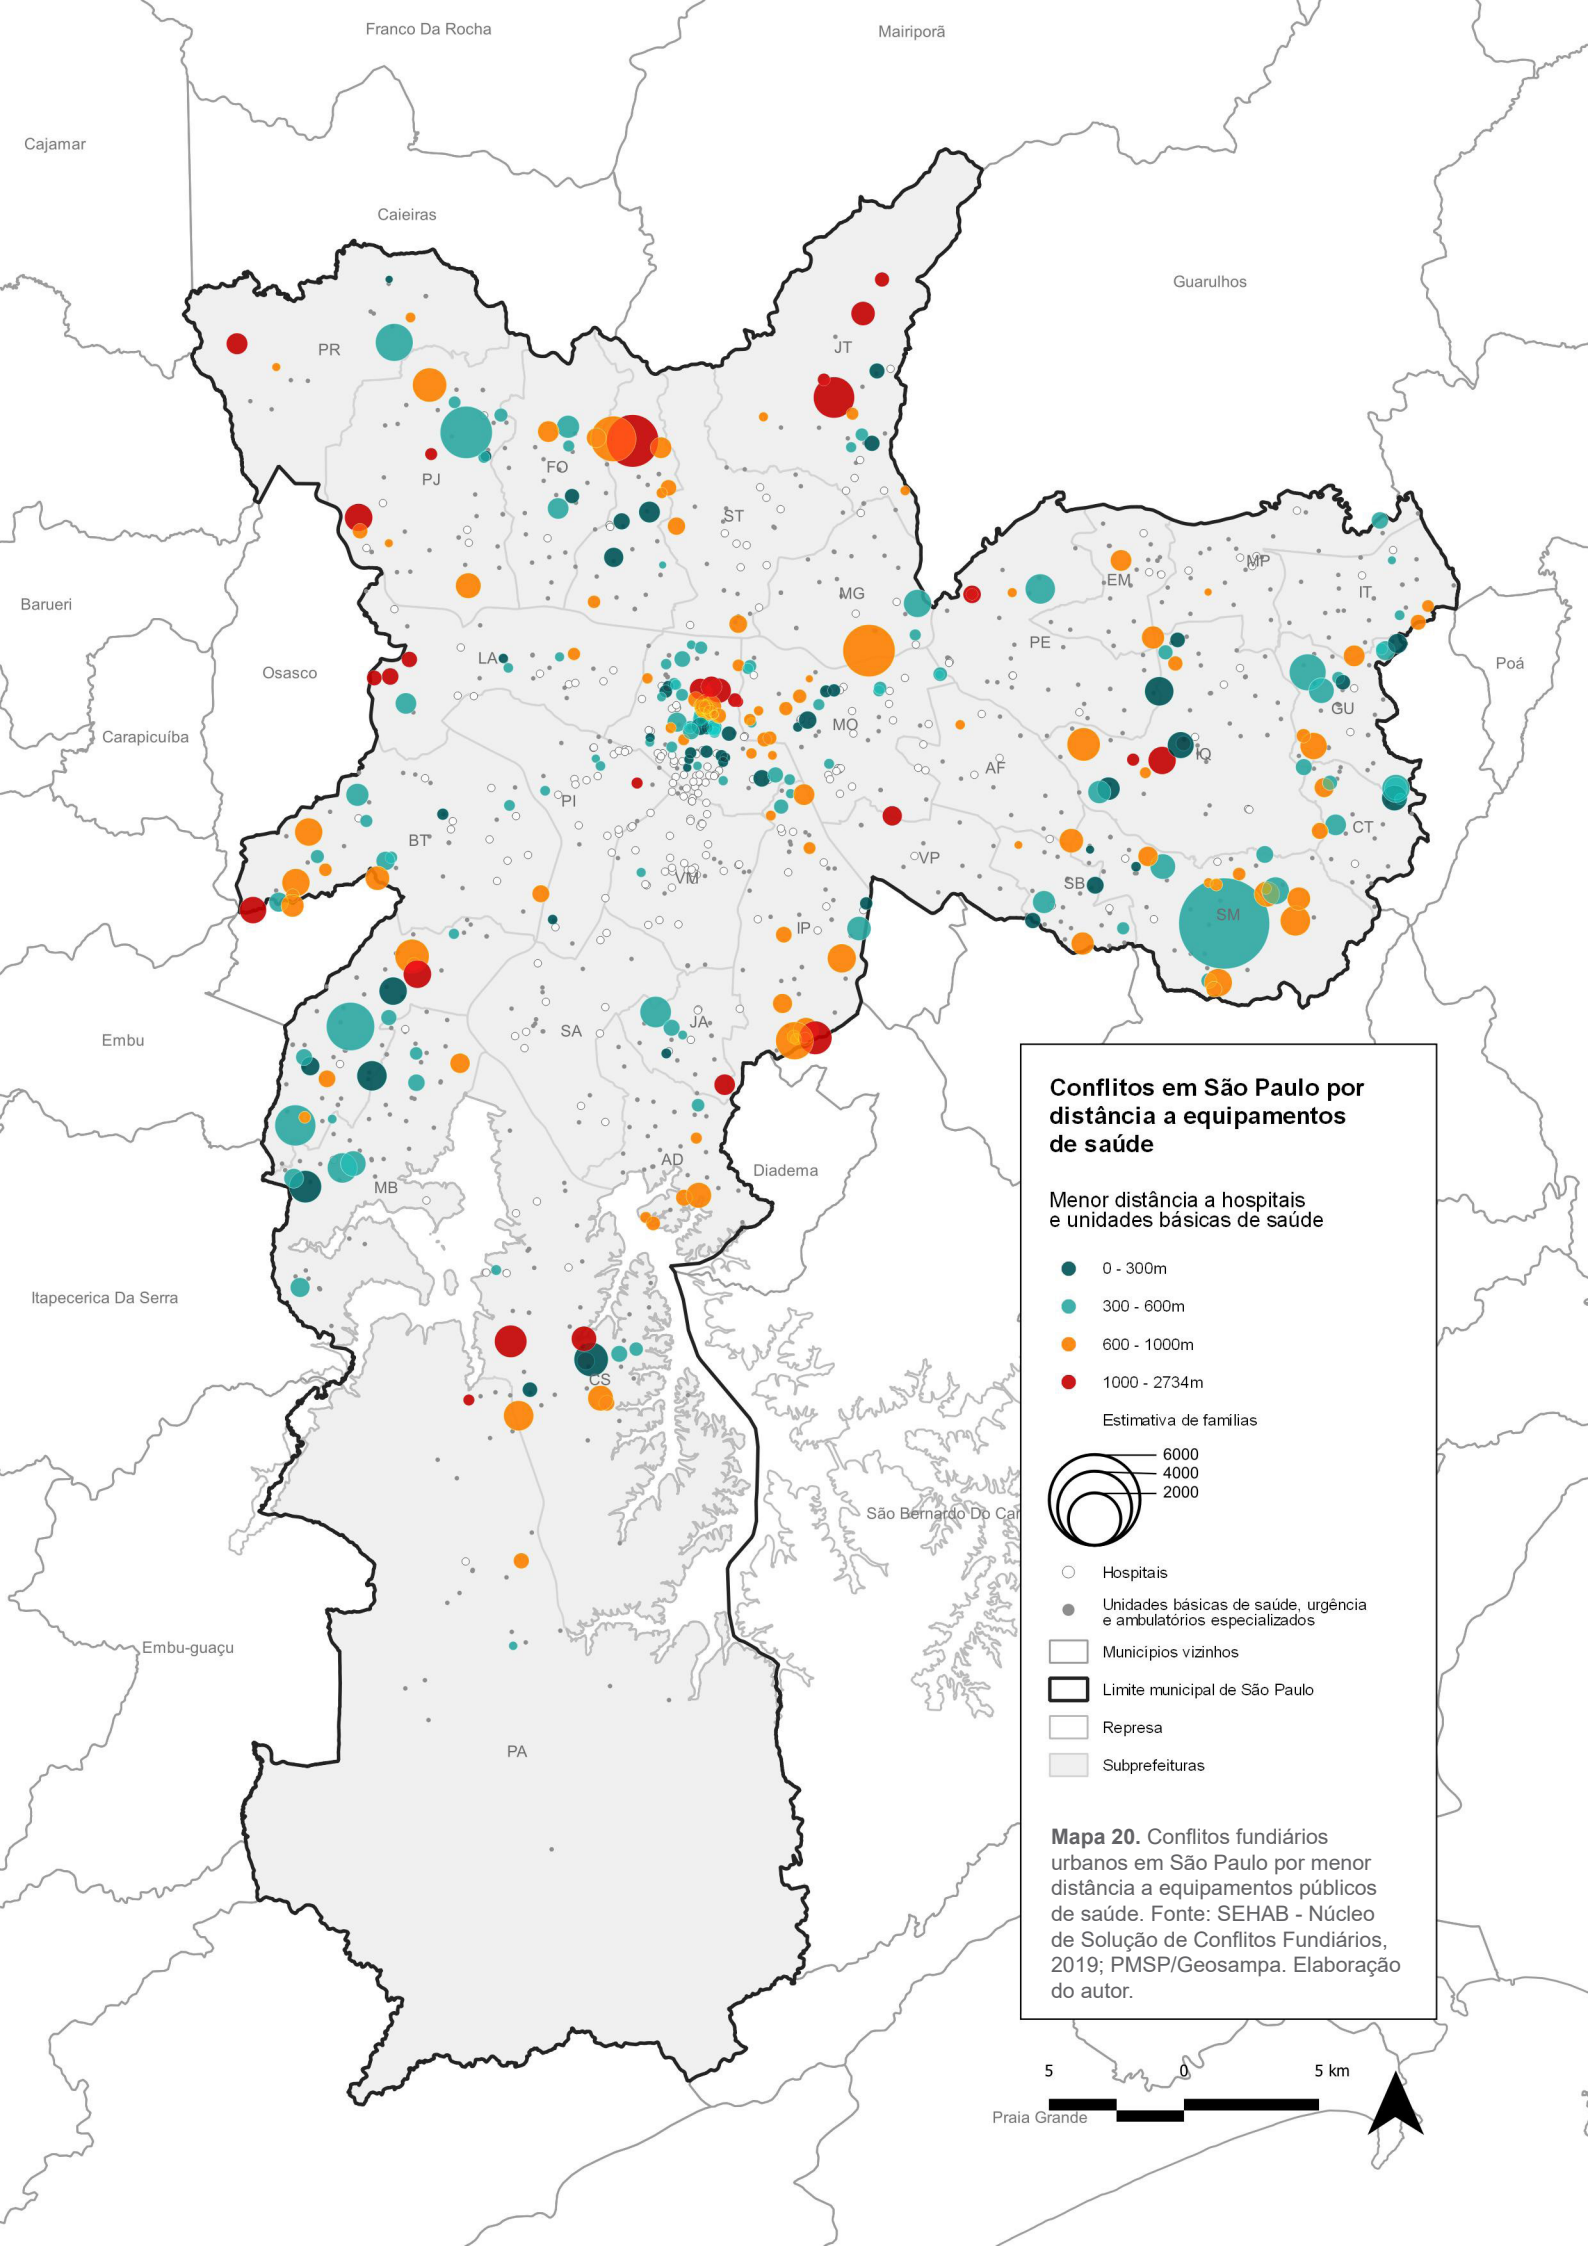 Franco Da Rocha
Mairiporã
Cajamar
Caieiras
Guarulhos
PR
JT
FO
PJ
ST
MP
EM
IT
MG
Barueri
PE
LA
Osasco
Poá
GU
Carapicuíba
MO
IQ
AF
PI
CT
BT
VP
VM
SB
SM
IP
JA
SA
Embu
AD
Diadema
MB
Itapecerica Da Serra
CS
São Bernardo Do Car
Embu-guaçu
PA
Conflitos em São Paulo por
distância a equipamentos
de saúde
Menor distância a hospitais
e unidades básicas de saúde
0 - 300m
300 - 600m
600 - 1000m
1000 - 2734m
Estimativa de famílias
6000
4000
2000
Hospitais
Unidades básicas de saúde, urgência
e ambulatórios especializados
Municípios vizinhos
Limite municipal de São Paulo
Represa
Subprefeituras
Mapa 20. Conflitos fundiários
urbanos em São Paulo por menor
distância a equipamentos públicos
de saúde. Fonte: SEHAB - Núcleo
de Solução de Conflitos Fundiários,
2019; PMSP/Geosampa. Elaboração
do autor.
5 0 5 km
Praia Grande